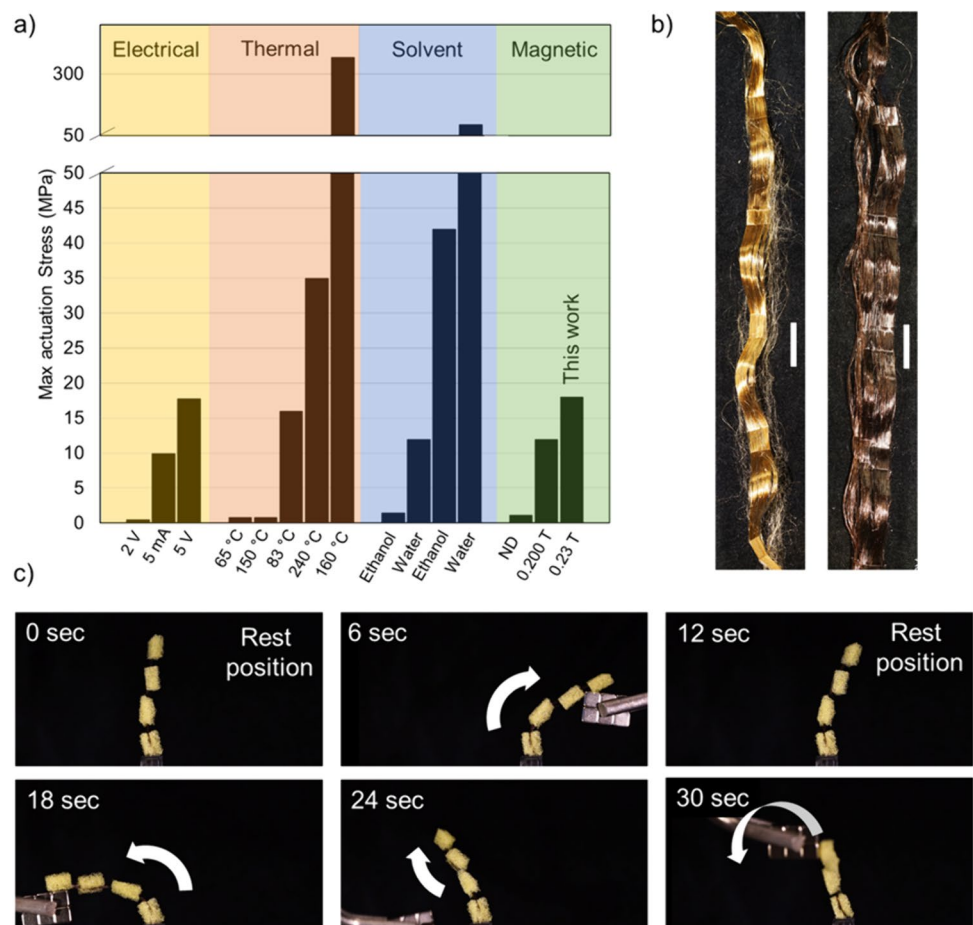 a)
Electrical
Thermal
Solvent
Magnetic
300
50
50
45
40
35
30
25
20
15
10
5
0
Max actuation Stress (MPa)
This work
2 V
5 mA
5 V
65 °C
150 °C
83 °C
240 °C
160 °C
Ethanol
Water
Ethanol
Water
ND
0.200 T
0.23 T
b)
c)
0 sec
Rest
position
6 sec
12 sec
Rest
position
18 sec
24 sec
30 sec